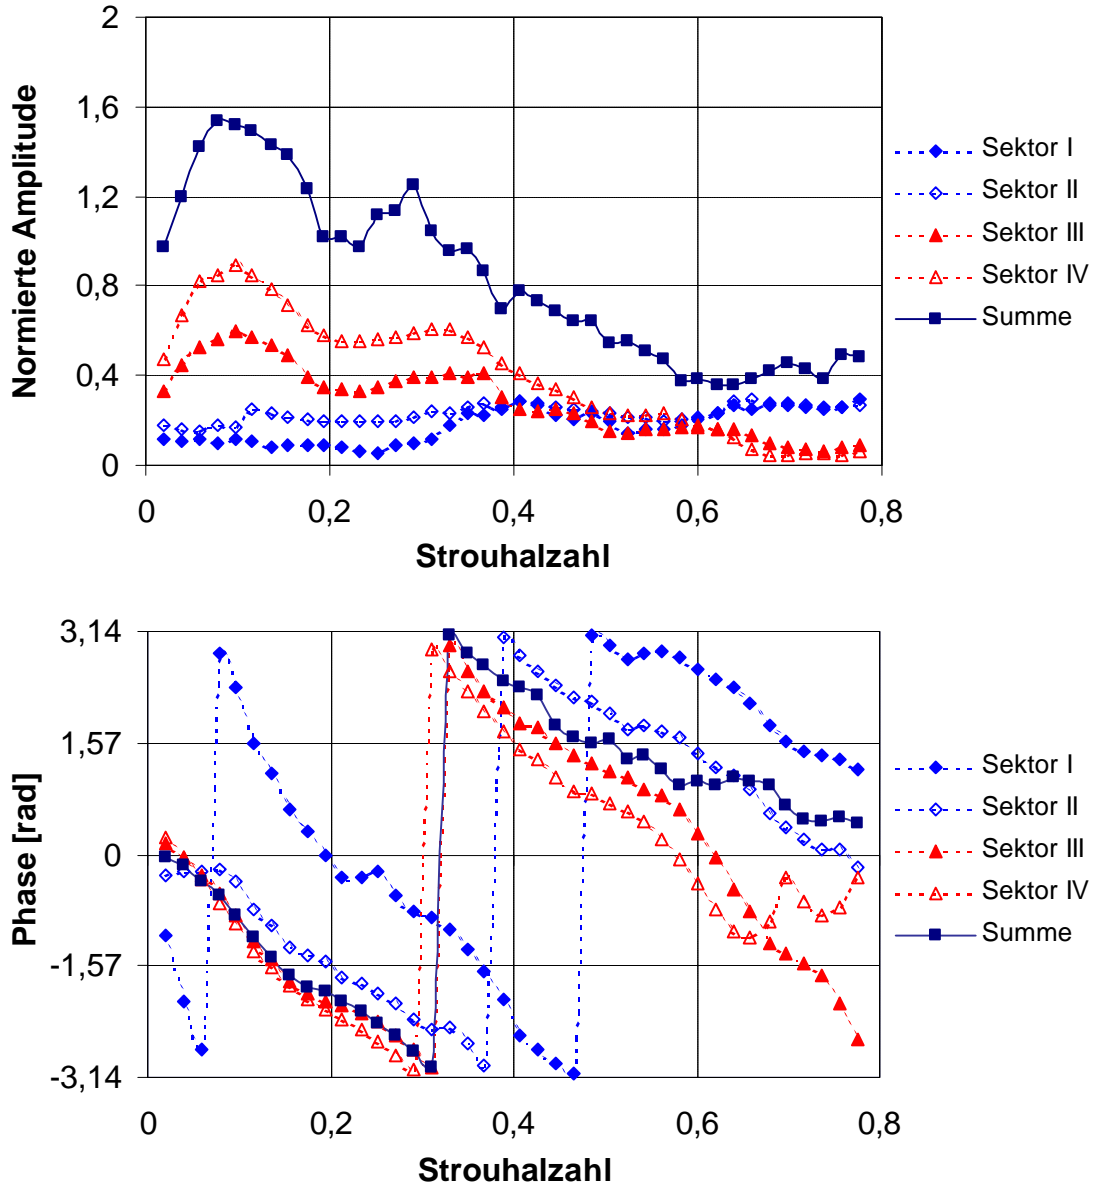 2
1,6
1,2
0,8
0,4
0
Normierte Amplitude
0
0,2
0,4
0,6
0,8
Strouhalzahl
Sektor I
Sektor II
Sektor III
Sektor IV
Summe
3,14
1,57
0
-1,57
-3,14
Phase [rad]
0
0,2
0,4
0,6
0,8
Strouhalzahl
Sektor I
Sektor II
Sektor III
Sektor IV
Summe